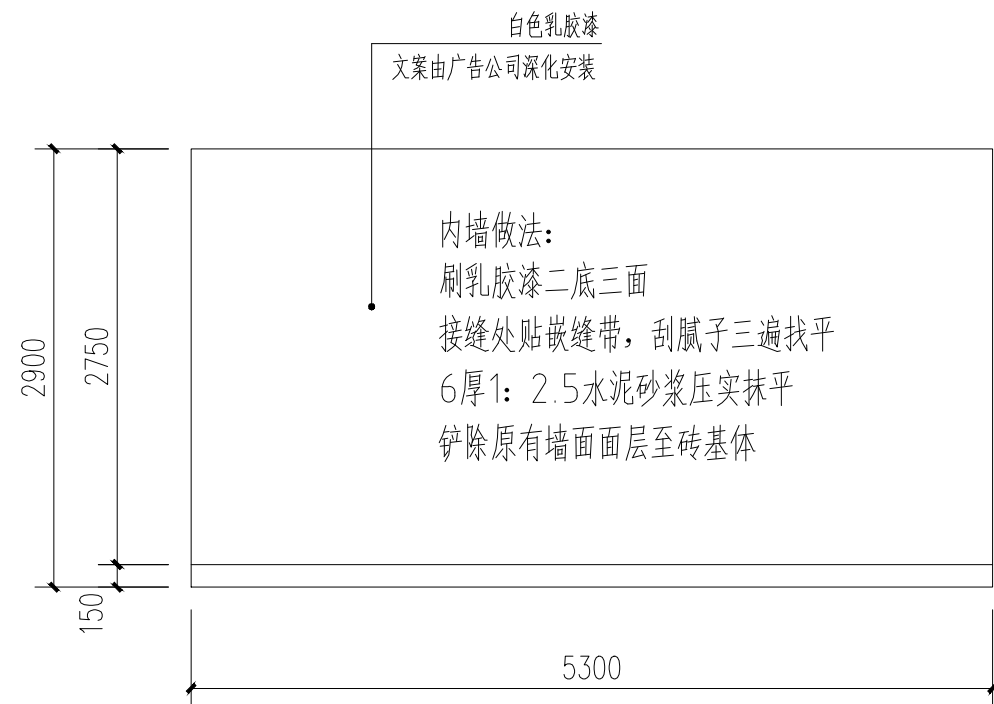 白色乳胶漆
文案由广告公司深化安装
内墙做法：
刷乳胶漆二底三面
接缝处贴嵌缝带，刮腻子三遍找平
6厚1：2.5水泥砂浆压实抹平
铲除原有墙面面层至砖基体
2900
2750
150
5300